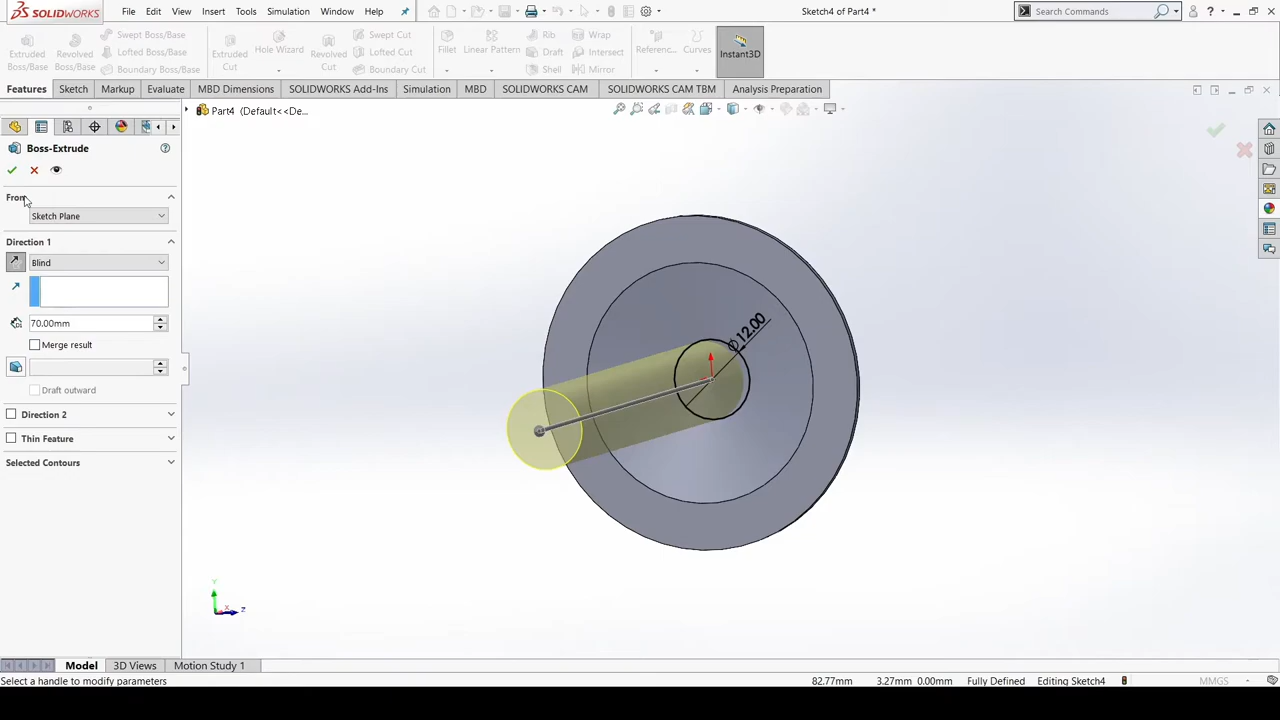 SOLIDWORKS File Edit View Insert Tools Simulation Window Help Sketch4 of Part4 * Search Commands
Extruded Boss/Base Revolved Boss/Base Swept Boss/Base Lofted Boss/Base Boundary Boss/Base Extruded Cut Hole Wizard Revolved Cut Swept Cut Lofted Cut Boundary Cut Fillet Linear Pattern Rib Draft Shell Wrap Intersect Mirror Referenc... Curves Instant3D
Features Sketch Markup Evaluate MBD Dimensions SOLIDWORKS Add-Ins Simulation MBD SOLIDWORKS CAM SOLIDWORKS CAM TBM Analysis Preparation
Part4 (Default<<De...
Boss-Extrude
From
Sketch Plane
Direction 1
Blind
70.00mm
Merge result
Draft outward
Direction 2
Thin Feature
Selected Contours
∅12.00
Y
X Z
Model 3D Views Motion Study 1
Select a handle to modify parameters 82.77mm 3.27mm 0.00mm Fully Defined Editing Sketch4 MMGS